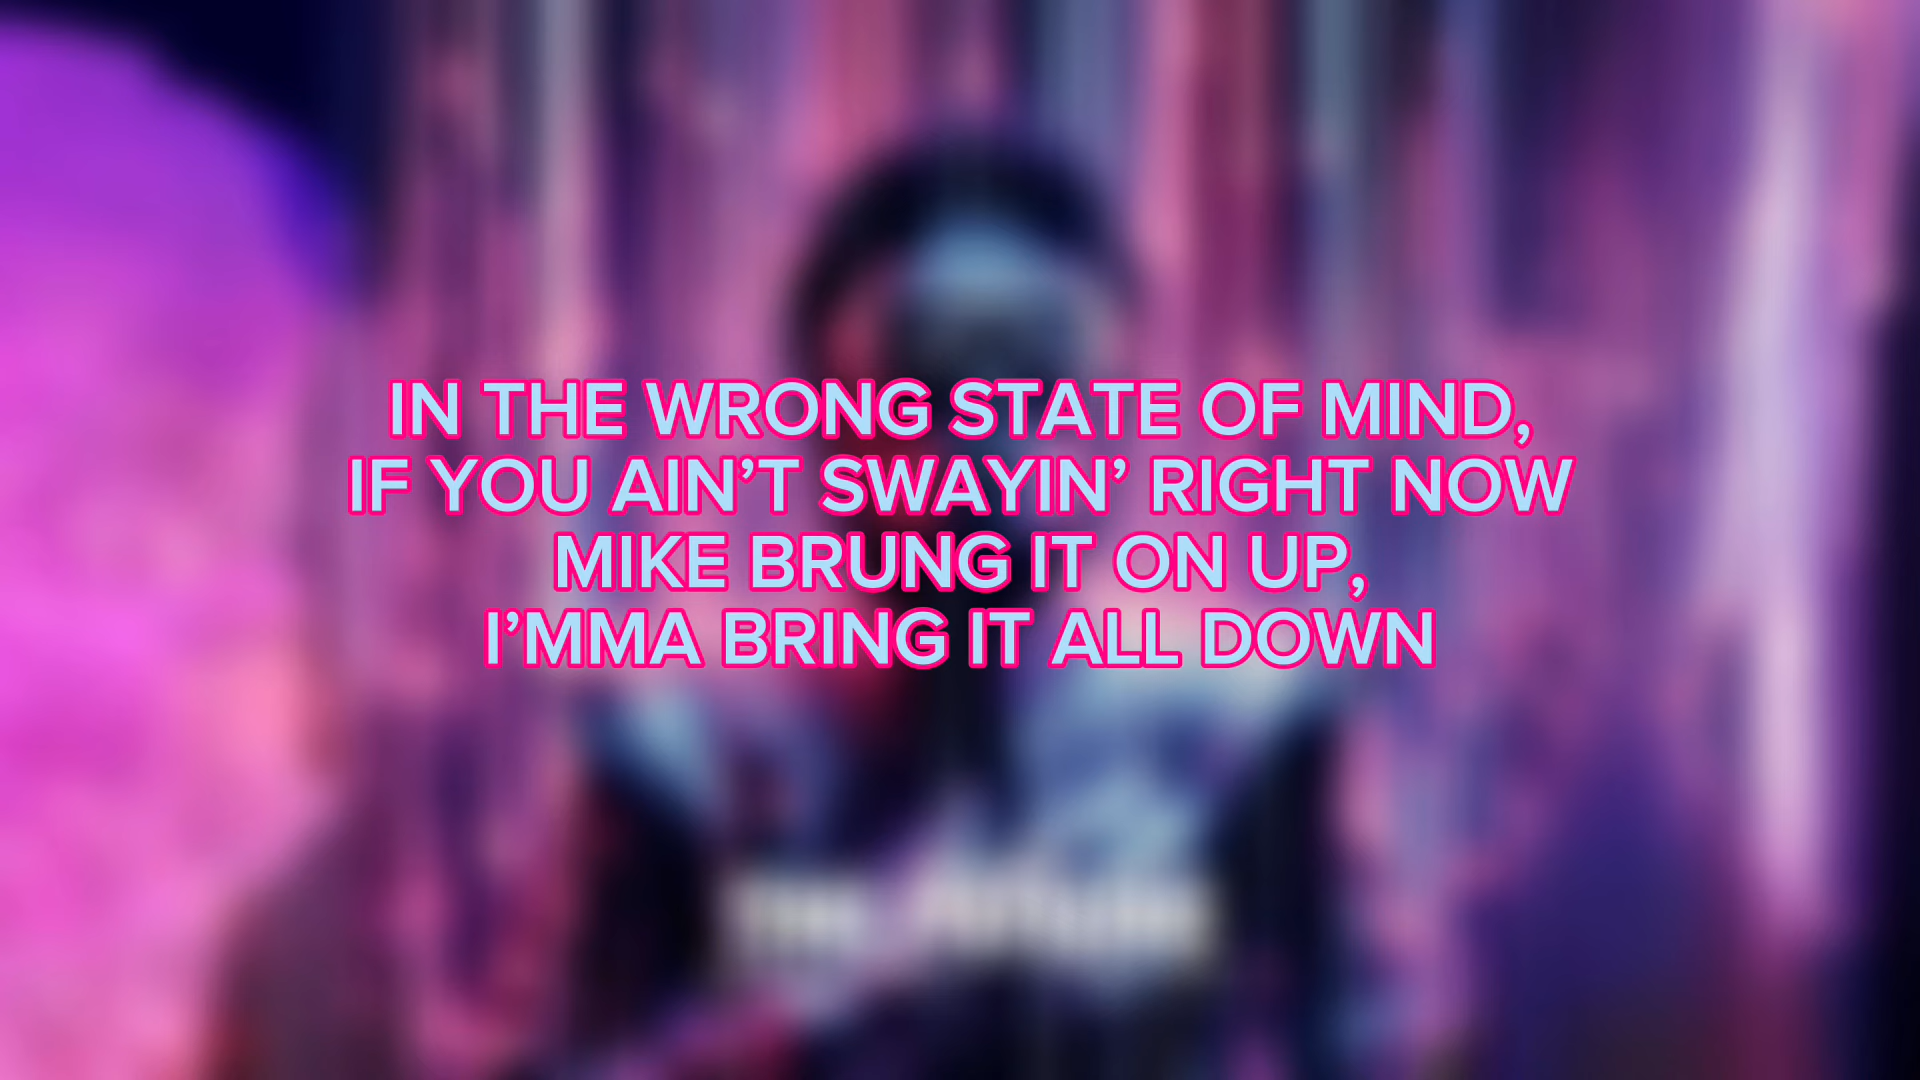 IN THE WRONG STATE OF MIND,
IF YOU AIN’T SWAYIN’ RIGHT NOW
MIKE BRUNG IT ON UP,
I’MMA BRING IT ALL DOWN